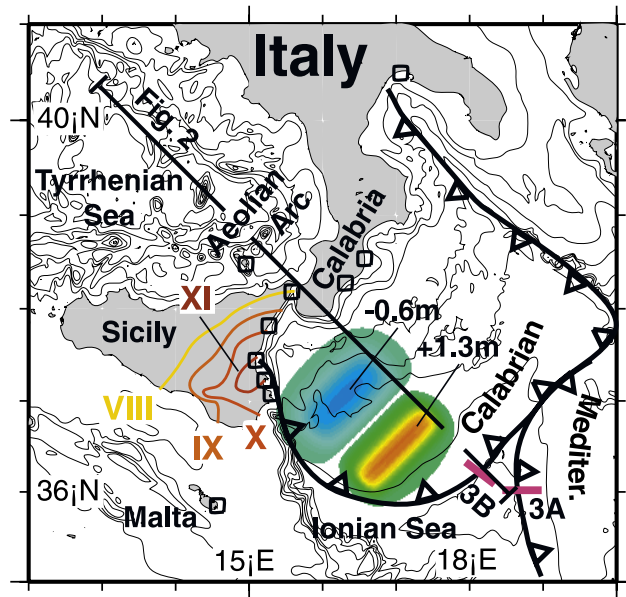 Italy
40¡N
Fig. 2
Tyrrhenian
Sea
Aeolian
Arc
Calabria
XI
Sicily
-0.6m
+1.3m
VIII
IX
X
Calabrian
Mediter.
36¡N
3B
3A
Malta
Ionian Sea
15¡E
18¡E